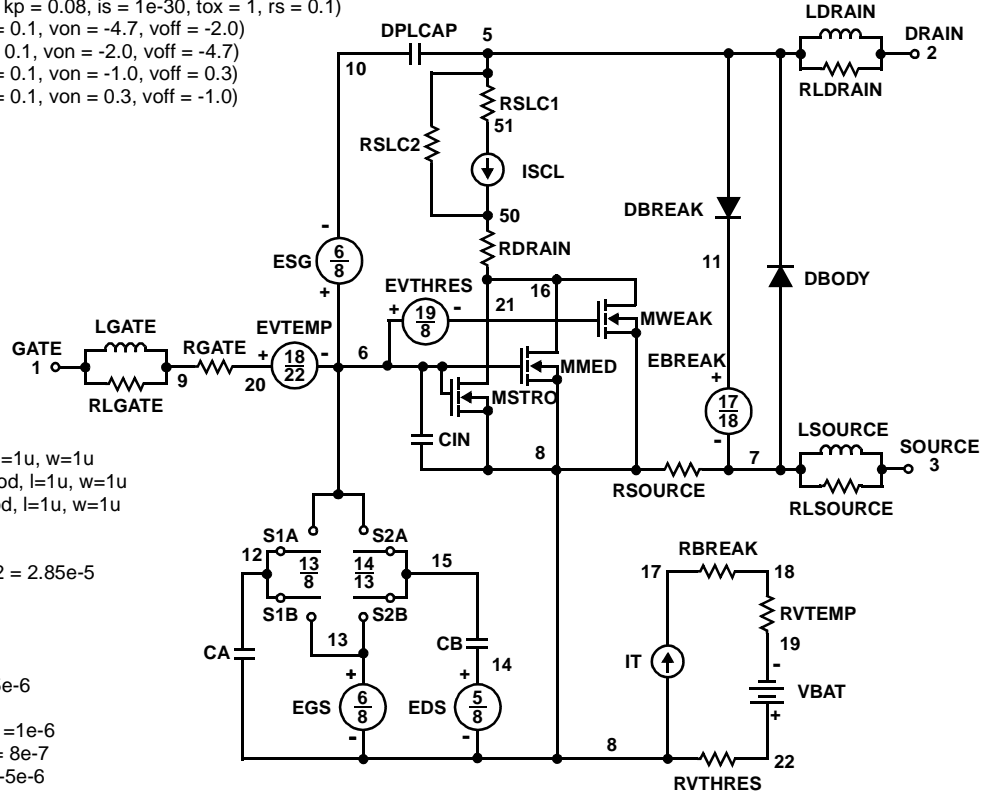 kp = 0.08, is = 1e-30, tox = 1, rs = 0.1)
= 0.1, von = -4.7, voff = -2.0)
0.1, von = -2.0, voff = -4.7)
= 0.1, von = -1.0, voff = 0.3)
= 0.1, von = 0.3, voff = -1.0)
LDRAIN
DPLCAP
5
DRAIN
2
10
RLDRAIN
RSLC1
51
RSLC2
ISCL
50
DBREAK
RDRAIN
-
ESG
6
8
+
11
DBODY
EVTHRES
+
19
8
-
21
16
MWEAK
LGATE
EVTEMP
GATE
1
RGATE
+
18
22
-
6
MMED
EBREAK
+
9
20
RLGATE
MSTRO
17
18
-
CIN
LSOURCE
SOURCE
3
8
7
RSOURCE
RLSOURCE
=1u, w=1u
od, l=1u, w=1u
od, l=1u, w=1u
2 = 2.85e-5
S1A
S2A
12
13
8
14
13
15
S1B
S2B
RBREAK
17
18
RVTEMP
13
CA
CB
19
-
+
14
+
IT
VBAT
EGS
6
8
EDS
5
8
+
-
-
8
22
RVTHRES
5e-6
=1e-6
= 8e-7
-5e-6